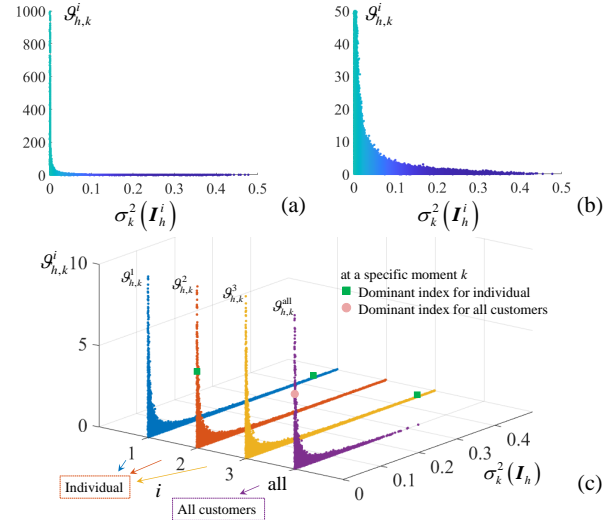 ϑ^i_{h,k}
1000
800
600
400
200
0
0 0.1 0.2 0.3 0.4 0.5
σ²_k(I^i_h)
(a)
ϑ^i_{h,k}
50
40
30
20
10
0
0 0.1 0.2 0.3 0.4 0.5
σ²_k(I^i_h)
(b)
ϑ^i_{h,k}
10
5
0
ϑ^1_{h,k}
ϑ^2_{h,k}
ϑ^3_{h,k}
ϑ^all_{h,k}
at a specific moment k
Dominant index for individual
Dominant index for all customers
1 2 3 all
i
0 0.1 0.2 0.3 0.4
σ²_k(I_h)
Individual
All customers
(c)